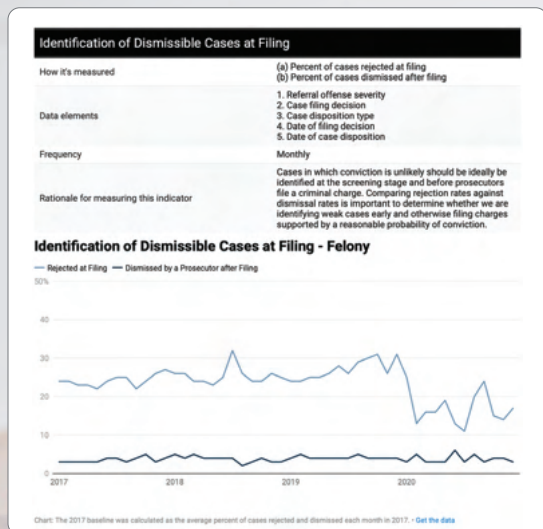 Identification of Dismissible Cases at Filing
How it's measured
(a) Percent of cases rejected at filing
(b) Percent of cases dismissed after filing
Data elements
1. Referral offense severity
2. Case filing decision
3. Case disposition type
4. Date of filing decision
5. Date of case disposition
Frequency
Monthly
Rationale for measuring this indicator
Cases in which conviction is unlikely should be ideally be
identified at the screening stage and before prosecutors
file a criminal charge. Comparing rejection rates against
dismissal rates is important to determine whether we are
identifying weak cases early and otherwise filing charges
supported by a reasonable probability of conviction.
Identification of Dismissible Cases at Filing - Felony
Rejected at Filing
Dismissed by a Prosecutor after Filing
50%
40
30
20
10
0
2017
2018
2019
2020
Chart: The 2017 baseline was calculated as the average percent of cases rejected and dismissed each month in 2017. • Get the data